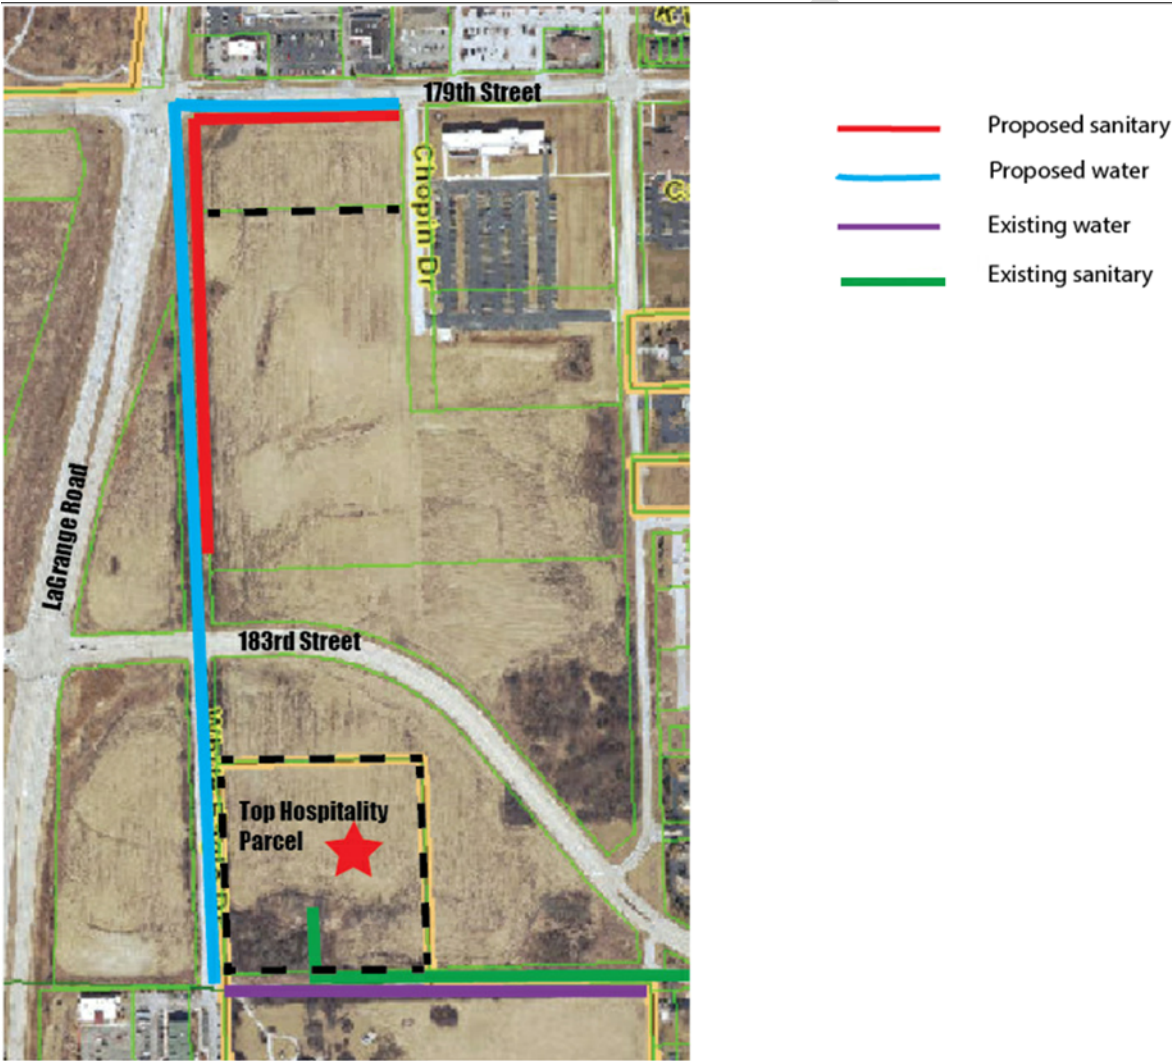 179th Street
Chopin Dr
LaGrange Road
183rd Street
Top Hospitality
Parcel
Proposed sanitary
Proposed water
Existing water
Existing sanitary